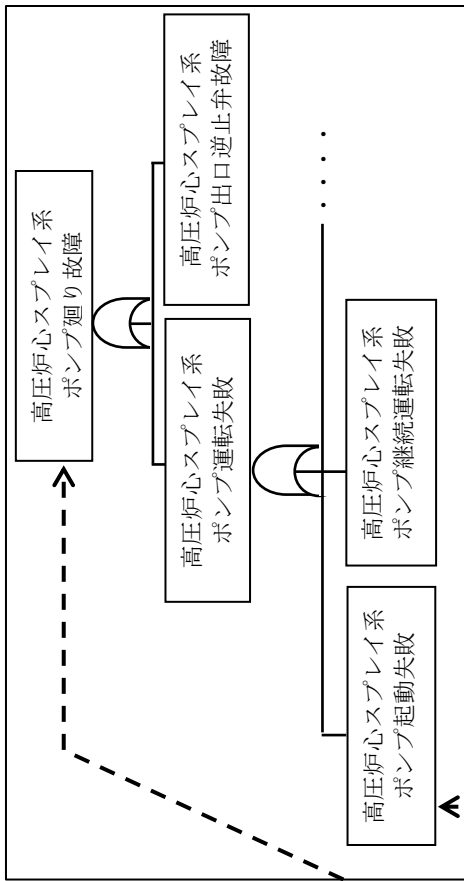 高圧炉心スプレイ系
ポンプ廻り故障
高圧炉心スプレイ系
ポンプ運転失敗
高圧炉心スプレイ系
ポンプ出口逆止弁故障
高圧炉心スプレイ系
ポンプ起動失敗
高圧炉心スプレイ系
ポンプ継続運転失敗
....